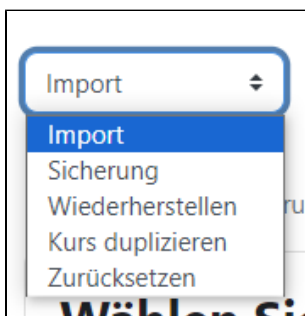 Import
Import
Sicherung
Wiederherstellen
Kurs duplizieren
Zurücksetzen